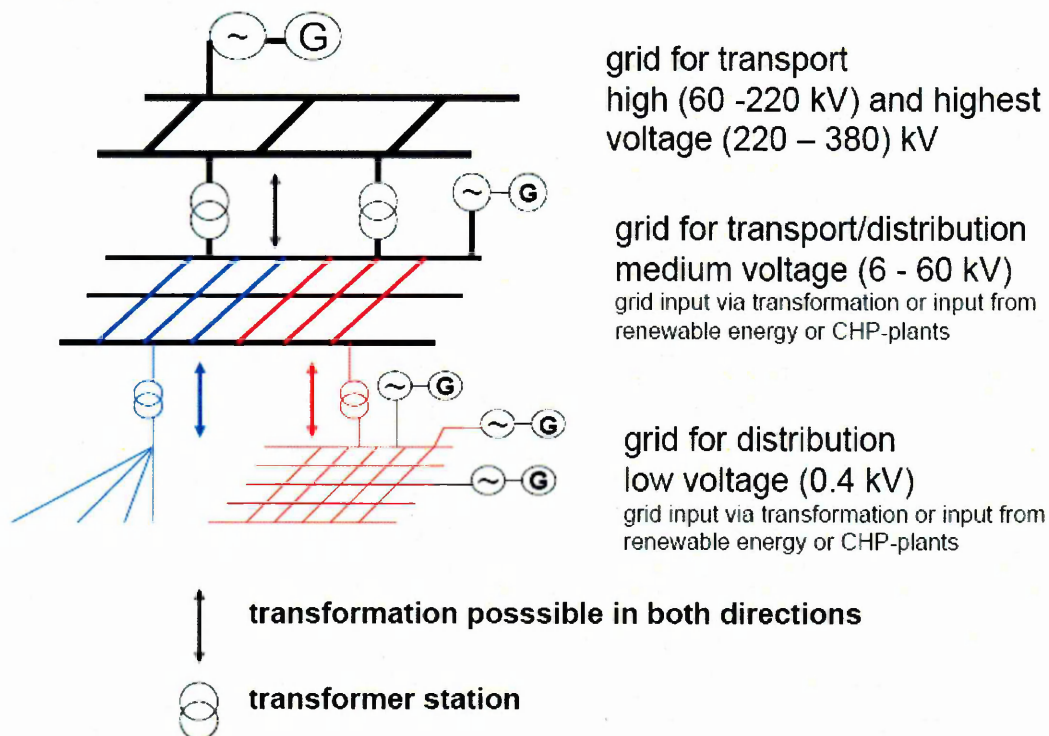 ~ G
grid for transport
high (60 -220 kV) and highest
voltage (220 – 380) kV
~ G
grid for transport/distribution
medium voltage (6 - 60 kV)
grid input via transformation or input from
renewable energy or CHP-plants
~ G
~ G
~ G
grid for distribution
low voltage (0.4 kV)
grid input via transformation or input from
renewable energy or CHP-plants
transformation posssible in both directions
transformer station